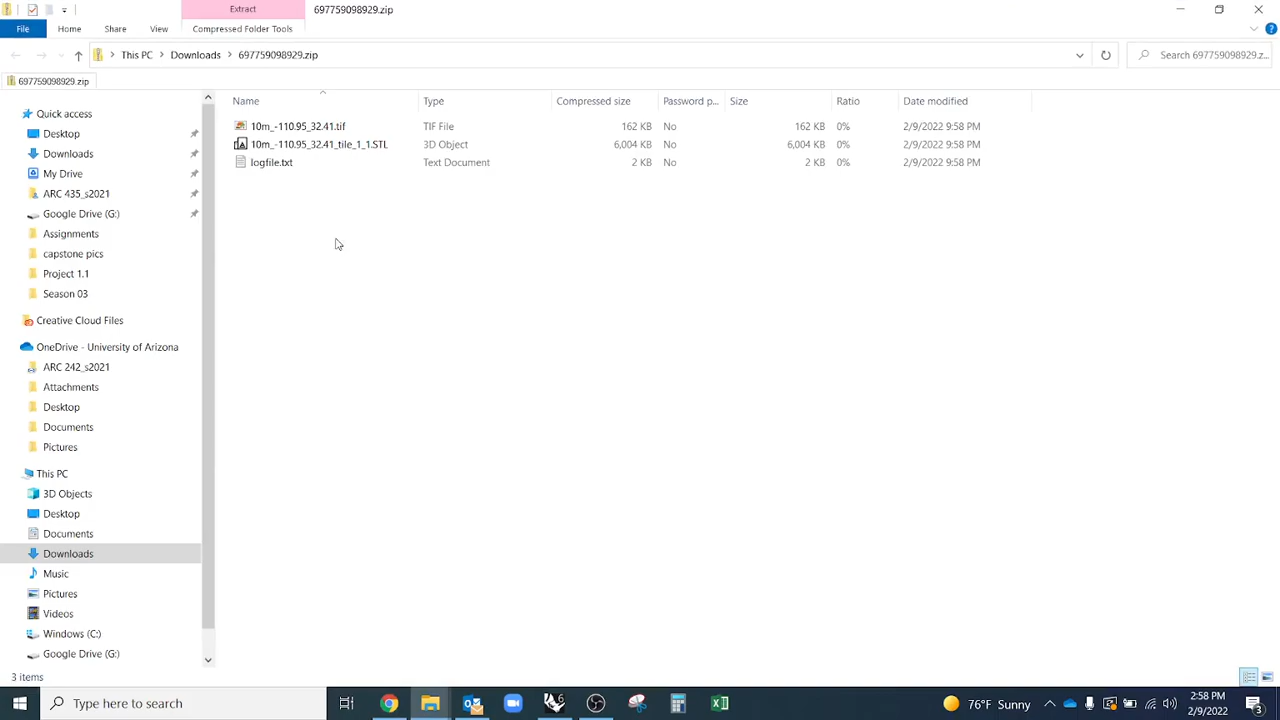 Extract
697759098929.zip
File
Home
Share
View
Compressed Folder Tools
This PC
Downloads
697759098929.zip
Search 697759098929.z...
697759098929.zip
Name
Type
Compressed size
Password p...
Size
Ratio
Date modified
10m_-110.95_32.41.tif
TIF File
162 KB
No
162 KB
0%
2/9/2022 9:58 PM
10m_-110.95_32.41_tile_1_1.STL
3D Object
6,004 KB
No
6,004 KB
0%
2/9/2022 9:58 PM
logfile.txt
Text Document
2 KB
No
2 KB
0%
2/9/2022 9:58 PM
Quick access
Desktop
Downloads
My Drive
ARC 435_s2021
Google Drive (G:)
Assignments
capstone pics
Project 1.1
Season 03
Creative Cloud Files
OneDrive - University of Arizona
ARC 242_s2021
Attachments
Desktop
Documents
Pictures
This PC
3D Objects
Desktop
Documents
Downloads
Music
Pictures
Videos
Windows (C:)
Google Drive (G:)
3 items
Type here to search
6
76°F Sunny
2:58 PM
2/9/2022
3